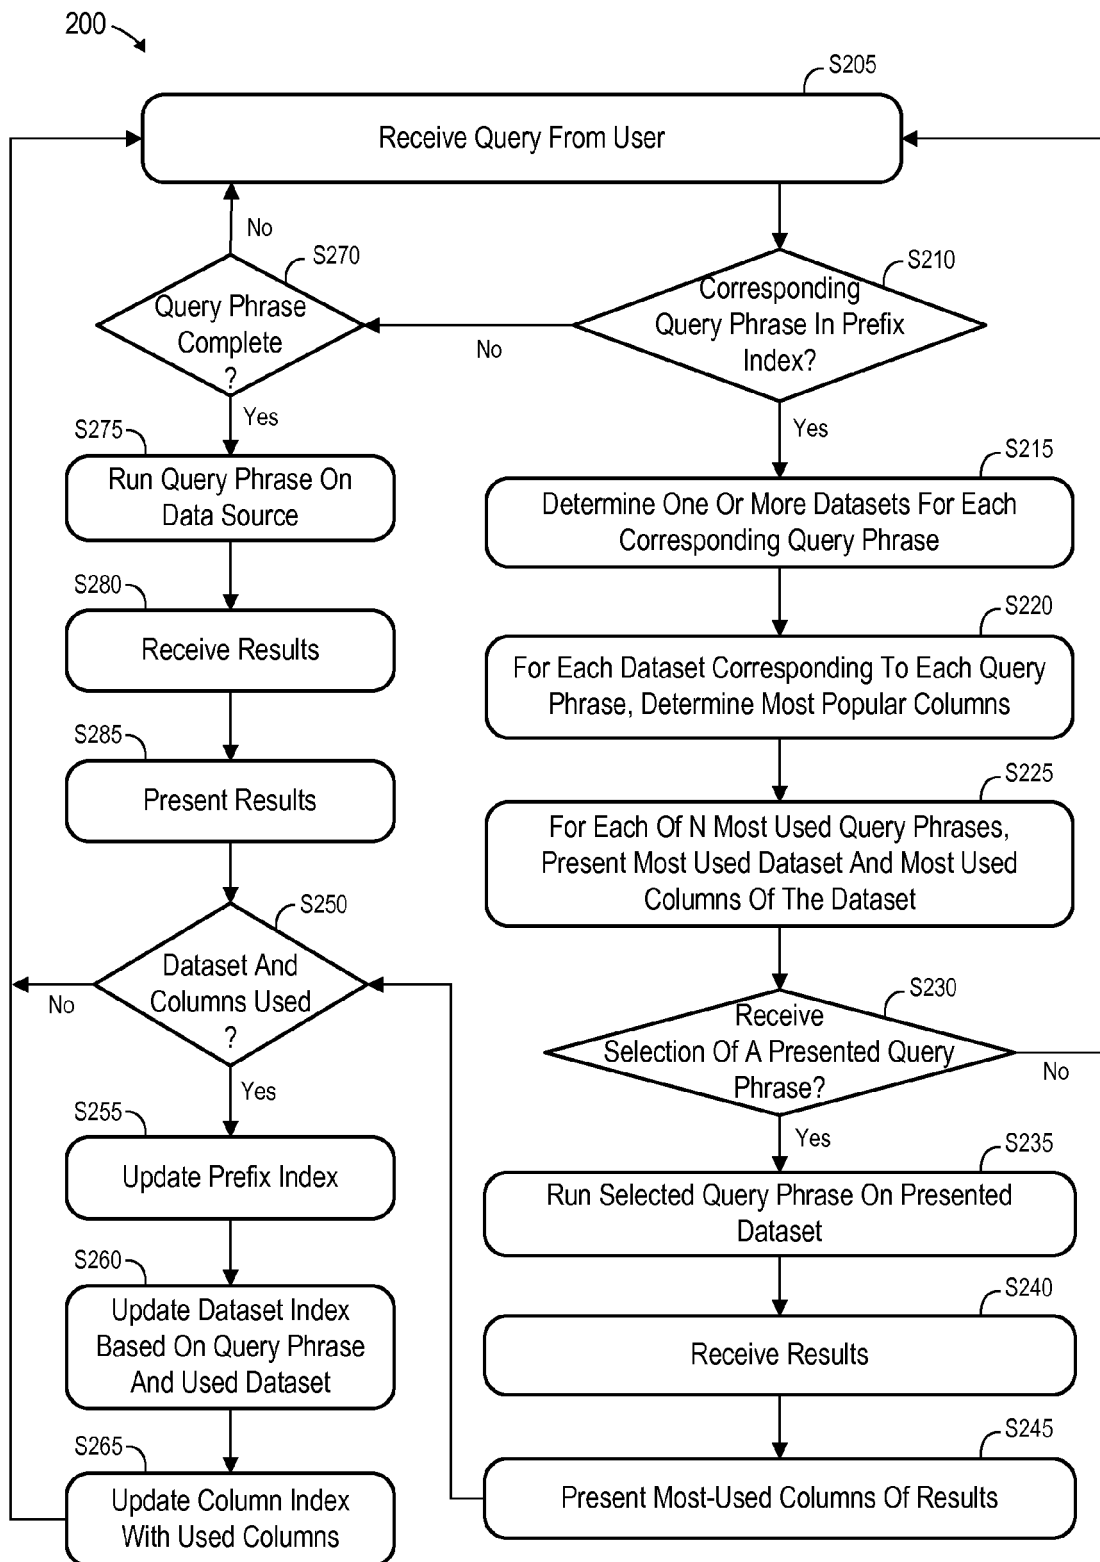 200
S205
Receive Query From User
No
S270
Query Phrase
Complete
?
S210
Corresponding
Query Phrase In Prefix
Index?
No
Yes
Yes
S275
Run Query Phrase On
Data Source
S215
Determine One Or More Datasets For Each
Corresponding Query Phrase
S280
Receive Results
S220
For Each Dataset Corresponding To Each Query
Phrase, Determine Most Popular Columns
S285
Present Results
S225
For Each Of N Most Used Query Phrases,
Present Most Used Dataset And Most Used
Columns Of The Dataset
S250
Dataset And
Columns Used
?
No
Yes
S230
Receive
Selection Of A Presented Query
Phrase?
No
Yes
S255
Update Prefix Index
S235
Run Selected Query Phrase On Presented
Dataset
S260
Update Dataset Index
Based On Query Phrase
And Used Dataset
S240
Receive Results
S265
Update Column Index
With Used Columns
S245
Present Most-Used Columns Of Results